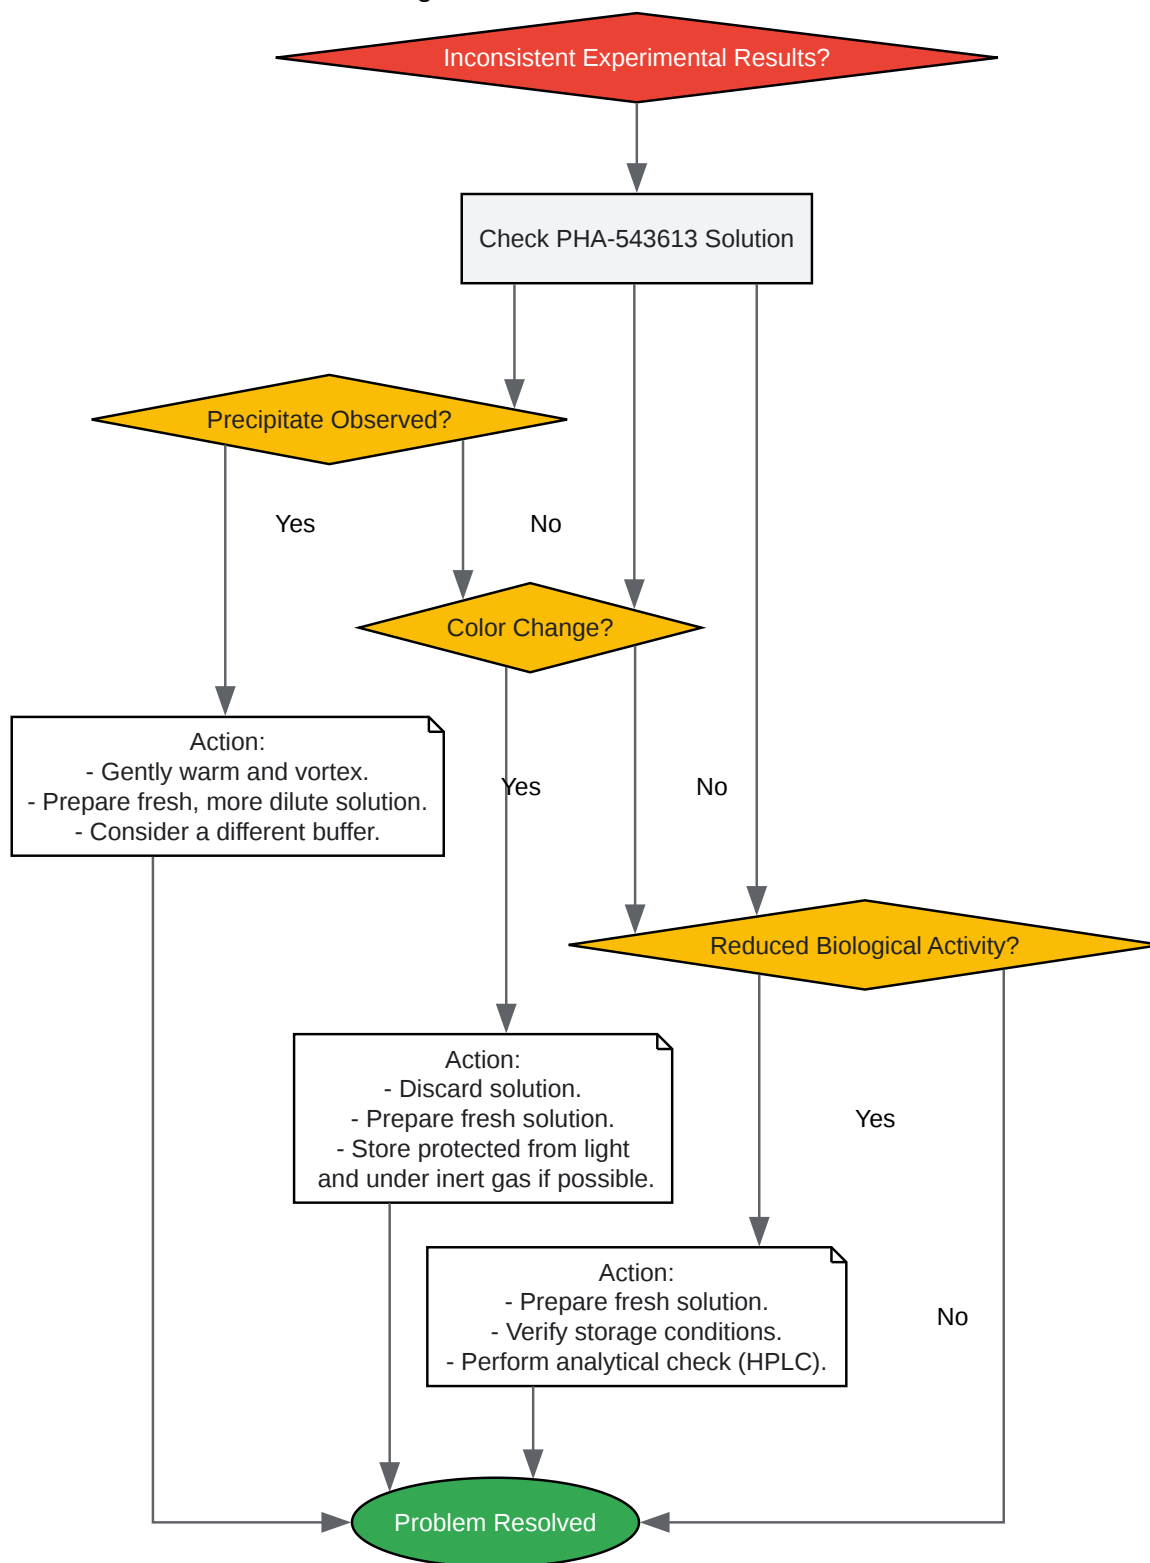 Inconsistent Experimental Results?
Check PHA-543613 Solution
Precipitate Observed?
Yes
No
Color Change?
Action:
- Gently warm and vortex.
- Prepare fresh, more dilute solution.
- Consider a different buffer.
Yes
No
Reduced Biological Activity?
Action:
- Discard solution.
- Prepare fresh solution.
- Store protected from light
and under inert gas if possible.
Yes
Action:
- Prepare fresh solution.
- Verify storage conditions.
- Perform analytical check (HPLC).
No
Problem Resolved